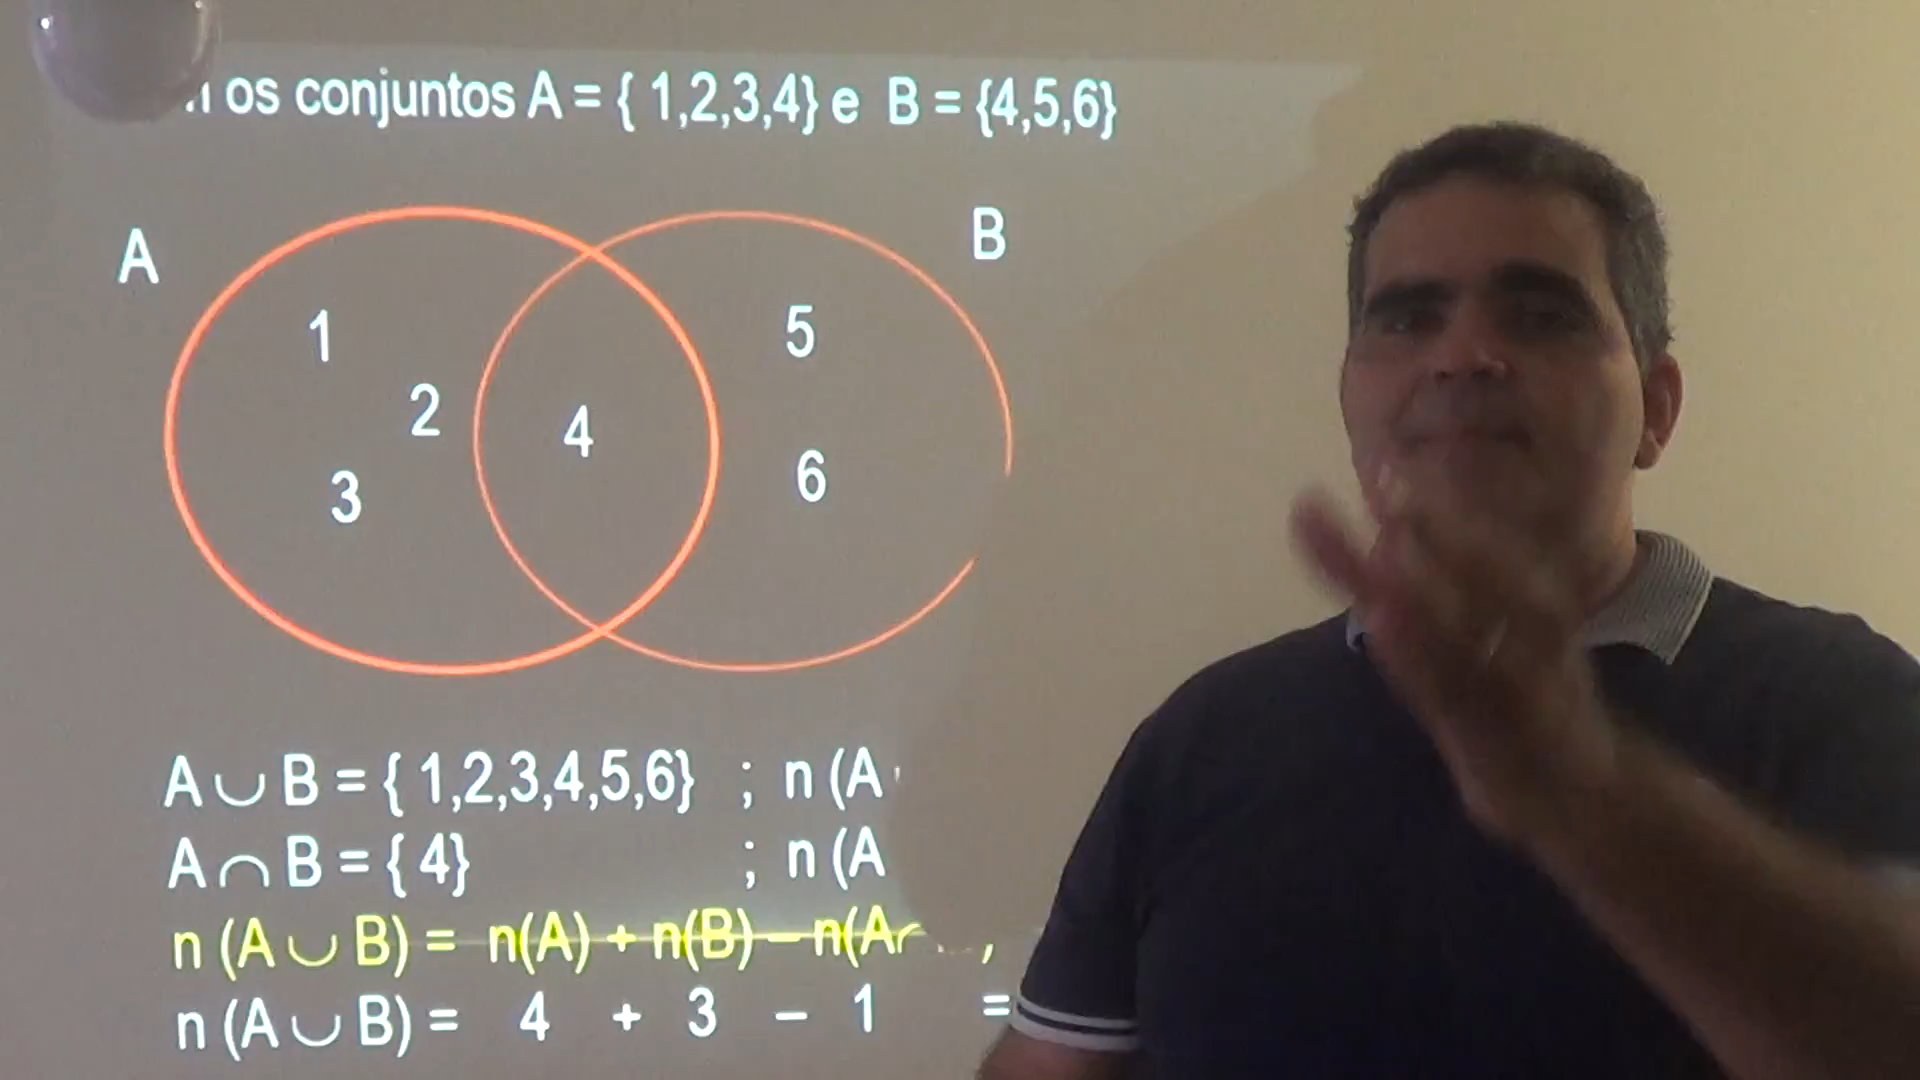 os conjuntos A = { 1,2,3,4} e B = {4,5,6}
A B
1 5
2 4
3 6
A ∪ B = { 1,2,3,4,5,6} ; n (A
A ∩ B = { 4} ; n (A
n (A ∪ B) = n(A) + n(B) – n(A
n (A ∪ B) = 4 + 3 – 1 =